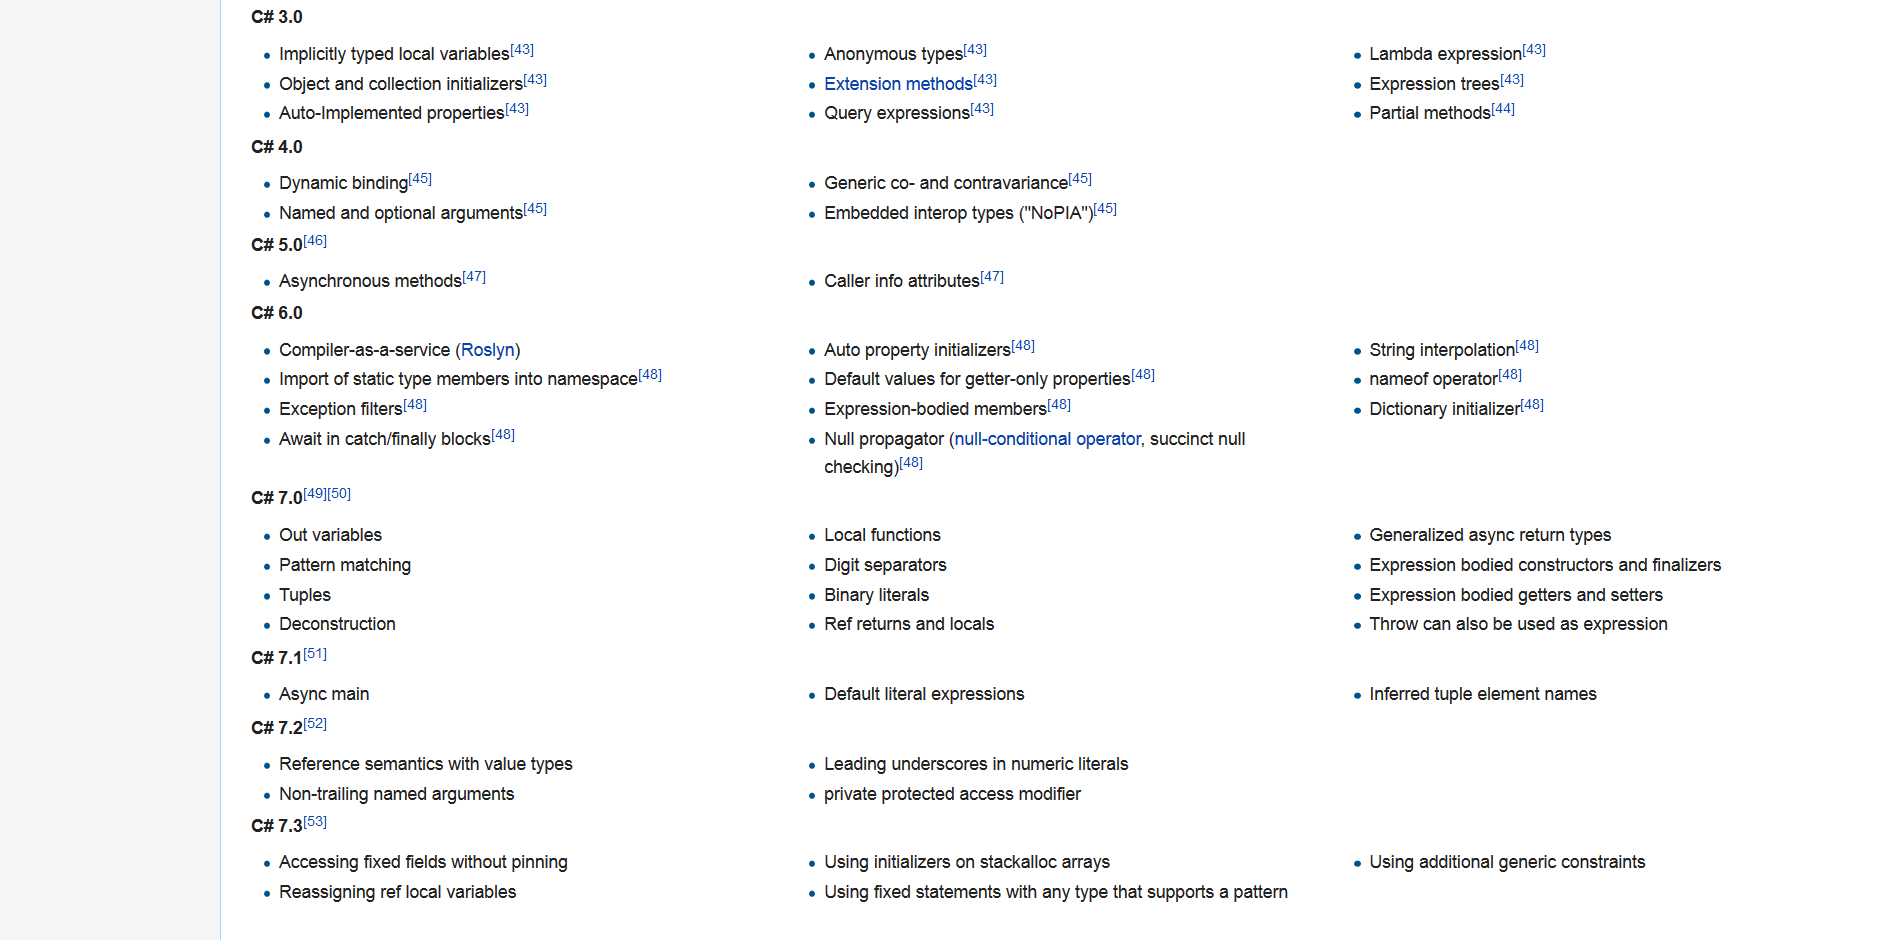 C# 3.0
Implicitly typed local variables[43]
Object and collection initializers[43]
Auto-Implemented properties[43]
Anonymous types[43]
Extension methods[43]
Query expressions[43]
Lambda expression[43]
Expression trees[43]
Partial methods[44]
C# 4.0
Dynamic binding[45]
Named and optional arguments[45]
Generic co- and contravariance[45]
Embedded interop types ("NoPIA")[45]
C# 5.0[46]
Asynchronous methods[47]
Caller info attributes[47]
C# 6.0
Compiler-as-a-service (Roslyn)
Import of static type members into namespace[48]
Exception filters[48]
Await in catch/finally blocks[48]
Auto property initializers[48]
Default values for getter-only properties[48]
Expression-bodied members[48]
Null propagator (null-conditional operator, succinct null
checking)[48]
String interpolation[48]
nameof operator[48]
Dictionary initializer[48]
C# 7.0[49][50]
Out variables
Pattern matching
Tuples
Deconstruction
Local functions
Digit separators
Binary literals
Ref returns and locals
Generalized async return types
Expression bodied constructors and finalizers
Expression bodied getters and setters
Throw can also be used as expression
C# 7.1[51]
Async main
Default literal expressions
Inferred tuple element names
C# 7.2[52]
Reference semantics with value types
Non-trailing named arguments
Leading underscores in numeric literals
private protected access modifier
C# 7.3[53]
Accessing fixed fields without pinning
Reassigning ref local variables
Using initializers on stackalloc arrays
Using fixed statements with any type that supports a pattern
Using additional generic constraints